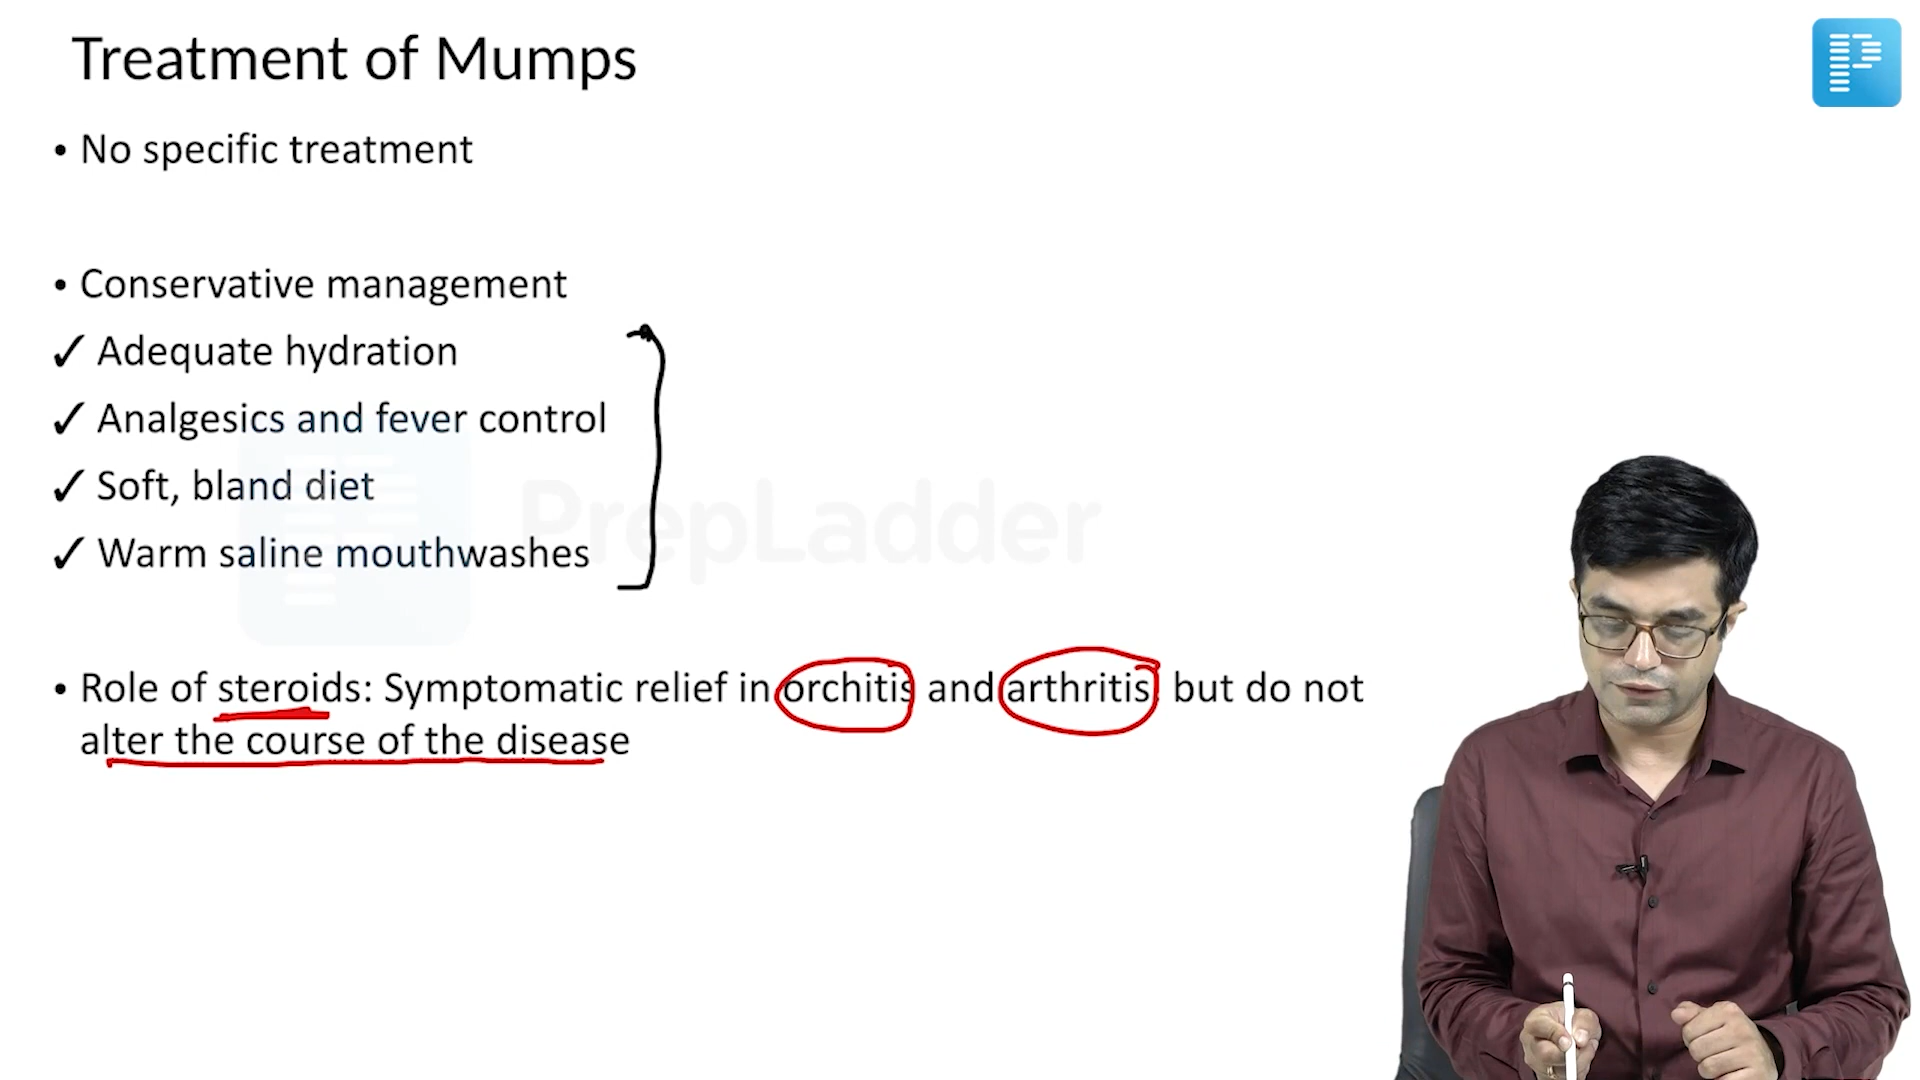 Treatment of Mumps
• No specific treatment
• Conservative management
✓ Adequate hydration
✓ Analgesics and fever control
✓ Soft, bland diet
✓ Warm saline mouthwashes
PrepLadder
• Role of steroids: Symptomatic relief in orchitis and arthritis, but do not
alter the course of the disease